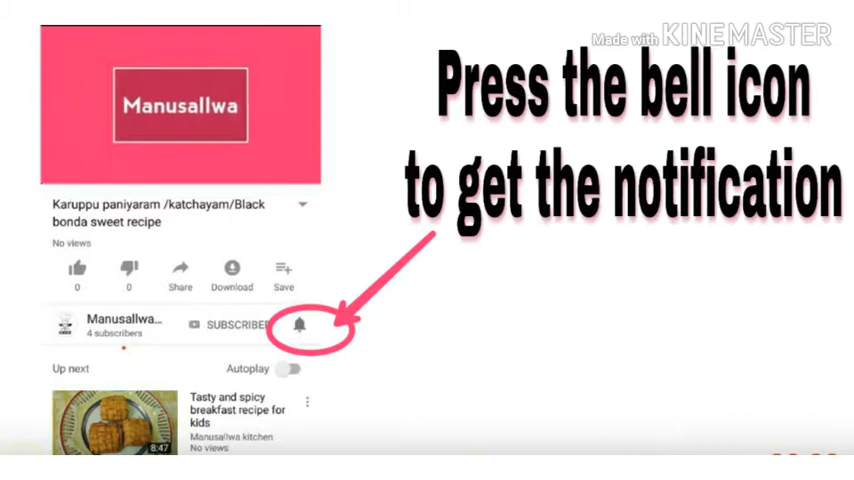 Made with KINEMASTER
Press the bell icon
to get the notification
Manusallwa
Karuppu paniyaram /katchayam/Black
bonda sweet recipe
No views
0
0
Share
Download
Save
Manusallwa...
4 subscribers
SUBSCRIBED
Up next
Autoplay
Tasty and spicy
breakfast recipe for
kids
Manusallwa kitchen
No views
8:47